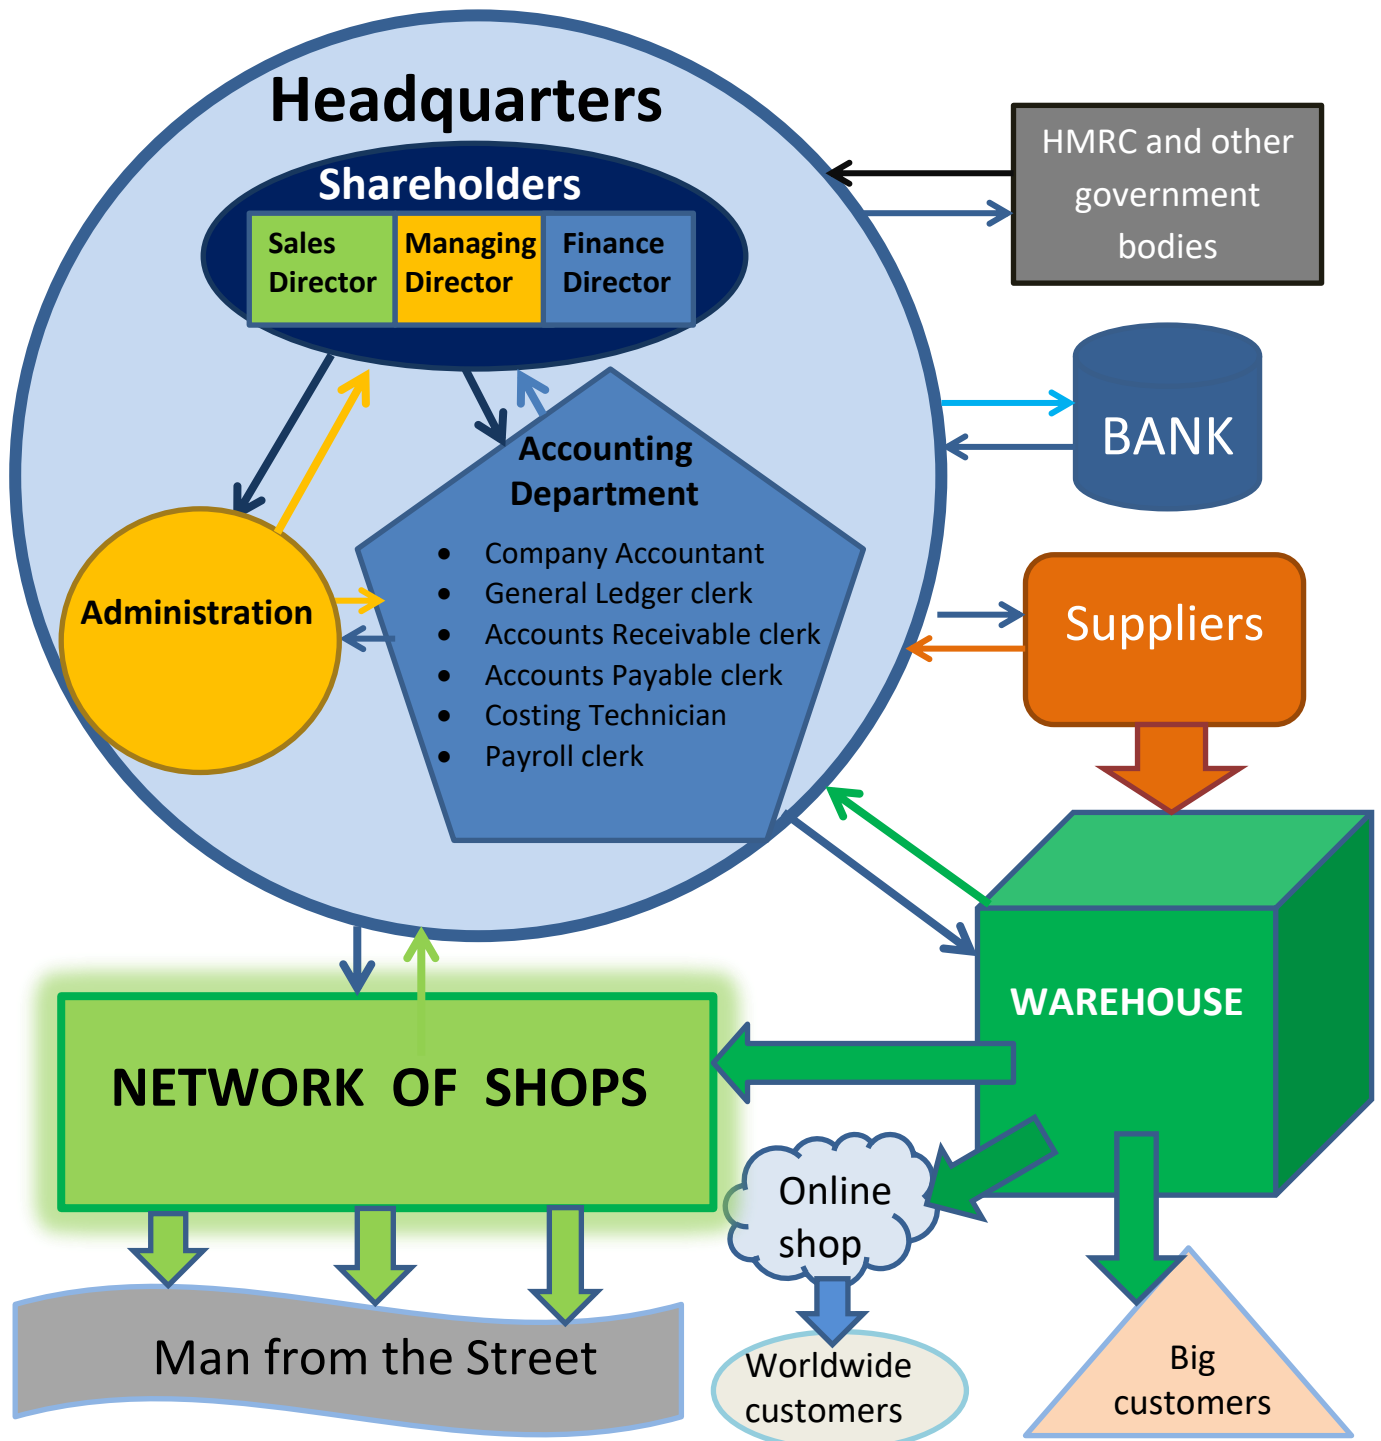 Headquarters
Shareholders
Sales
Director
Managing
Director
Finance
Director
HMRC and other
government
bodies
BANK
Accounting
Department
• Company Accountant
• General Ledger clerk
• Accounts Receivable clerk
• Accounts Payable clerk
• Costing Technician
• Payroll clerk
Administration
Suppliers
WAREHOUSE
NETWORK OF SHOPS
Online
shop
Man from the Street
Worldwide
customers
Big
customers